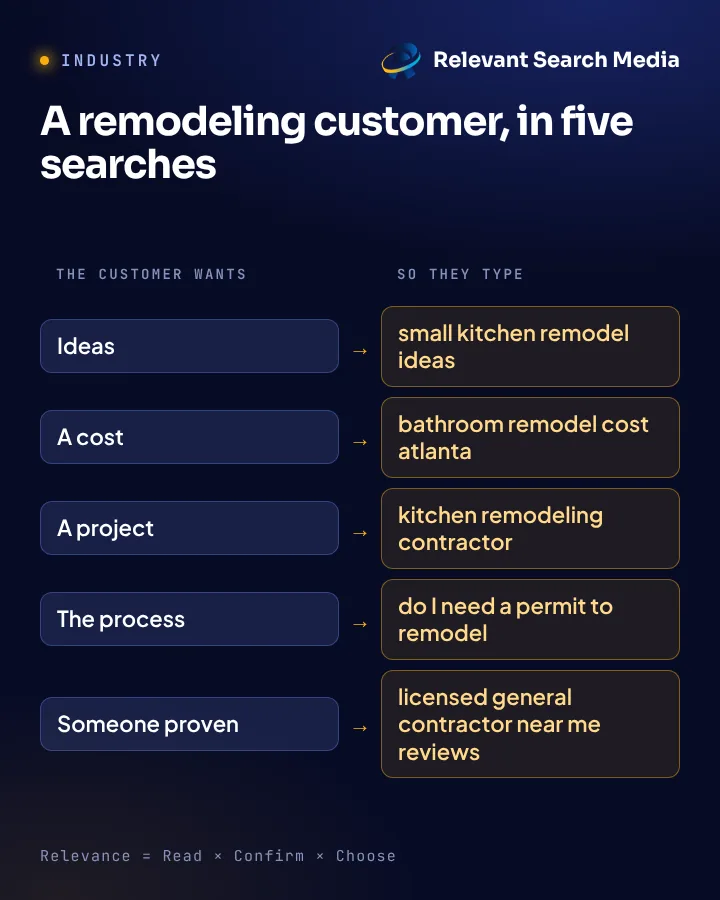 INDUSTRY
Relevant Search Media
A remodeling customer, in five
searches
THE CUSTOMER WANTS
SO THEY TYPE
Ideas
→
small kitchen remodel
ideas
A cost
→
bathroom remodel cost
atlanta
A project
→
kitchen remodeling
contractor
The process
→
do I need a permit to
remodel
Someone proven
→
licensed general
contractor near me
reviews
Relevance = Read × Confirm × Choose